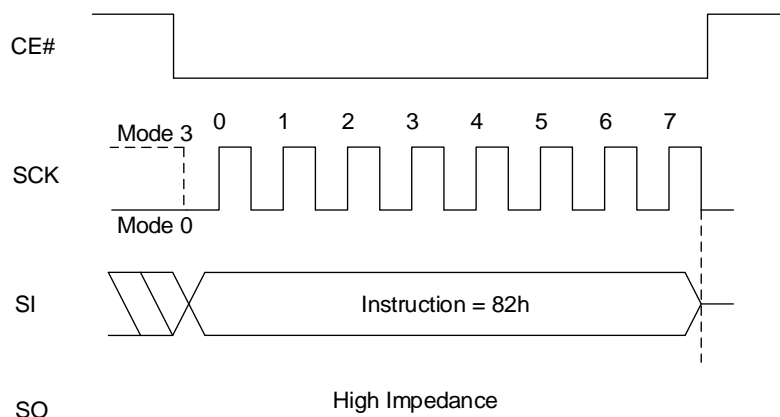 CE#
0 1 2 3 4 5 6 7
Mode 3
SCK
Mode 0
SI
Instruction = 82h
High Impedance
SO